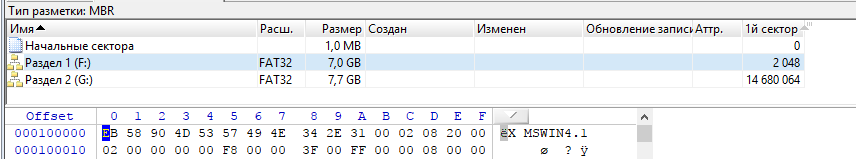 Тип разметки: MBR
Имя Расш. Размер Создан Изменен Обновление записи Аттр. 1й сектор
Начальные сектора 1,0 MB 0
Раздел 1 (F:) FAT32 7,0 GB 2 048
Раздел 2 (G:) FAT32 7,7 GB 14 680 064
Offset 0 1 2 3 4 5 6 7 8 9 A B C D E F
000100000 EB 58 90 4D 53 57 49 4E 34 2E 31 00 02 08 20 00 ëX MSWIN4.1
000100010 02 00 00 00 00 F8 00 00 3F 00 FF 00 00 08 00 00 ø ? ÿ